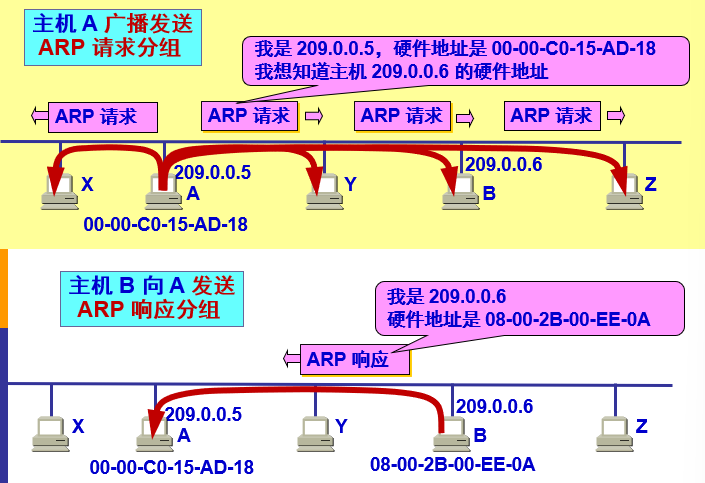 主机 A 广播发送
ARP 请求分组
我是 209.0.0.5，硬件地址是 00-00-C0-15-AD-18
我想知道主机 209.0.0.6 的硬件地址
ARP 请求
ARP 请求
ARP 请求
ARP 请求
209.0.0.5
209.0.0.6
X
A
Y
B
Z
00-00-C0-15-AD-18
主机 B 向 A 发送
ARP 响应分组
我是 209.0.0.6
硬件地址是 08-00-2B-00-EE-0A
ARP 响应
209.0.0.5
209.0.0.6
X
A
Y
B
Z
00-00-C0-15-AD-18
08-00-2B-00-EE-0A